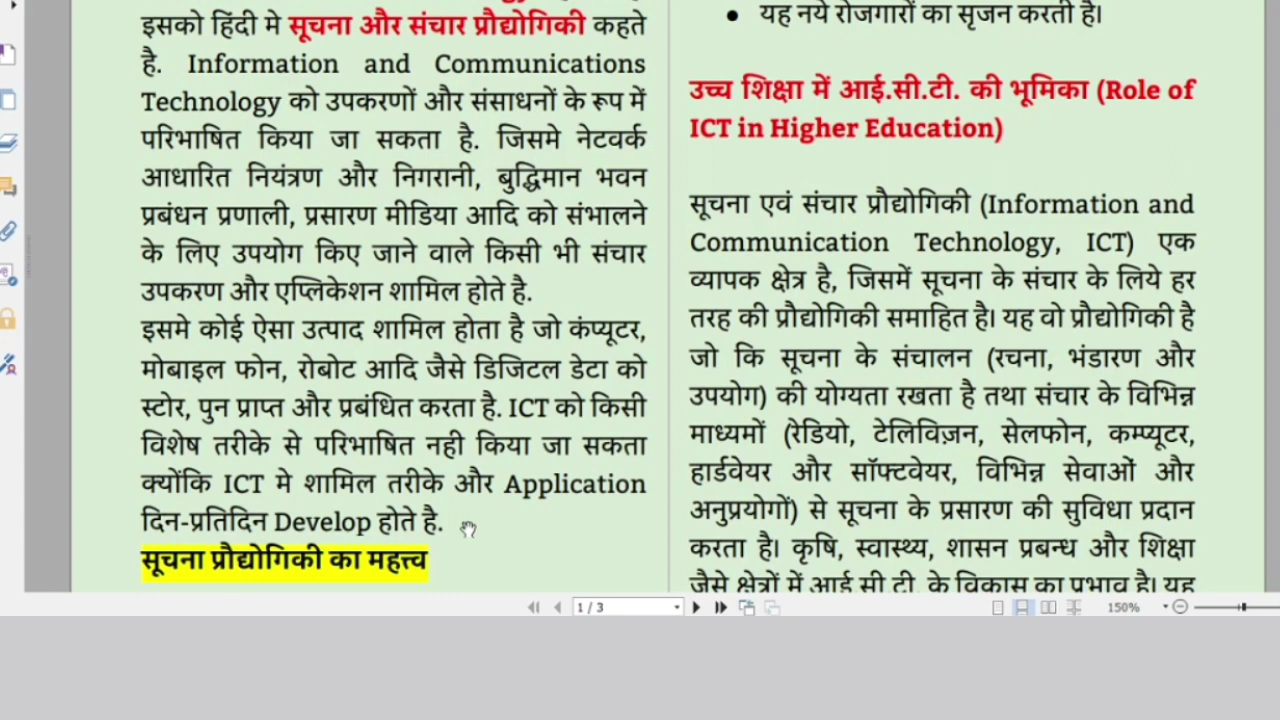 इसको हिंदी मे सूचना और संचार प्रौद्योगिकी कहते
है. Information and Communications
Technology को उपकरणों और संसाधनों के रूप में
परिभाषित किया जा सकता है. जिसमे नेटवर्क
आधारित नियंत्रण और निगरानी, बुद्धिमान भवन
प्रबंधन प्रणाली, प्रसारण मीडिया आदि को संभालने
के लिए उपयोग किए जाने वाले किसी भी संचार
उपकरण और एप्लिकेशन शामिल होते है.
इसमे कोई ऐसा उत्पाद शामिल होता है जो कंप्यूटर,
मोबाइल फोन, रोबोट आदि जैसे डिजिटल डेटा को
स्टोर, पुन प्राप्त और प्रबंधित करता है. ICT को किसी
विशेष तरीके से परिभाषित नही किया जा सकता
क्योंकि ICT मे शामिल तरीके और Application
दिन-प्रतिदिन Develop होते है.
सूचना प्रौद्योगिकी का महत्त्व
• यह नये रोजगारों का सृजन करती है।
उच्च शिक्षा में आई.सी.टी. की भूमिका (Role of
ICT in Higher Education)
सूचना एवं संचार प्रौद्योगिकी (Information and
Communication Technology, ICT) एक
व्यापक क्षेत्र है, जिसमें सूचना के संचार के लिये हर
तरह की प्रौद्योगिकी समाहित है। यह वो प्रौद्योगिकी है
जो कि सूचना के संचालन (रचना, भंडारण और
उपयोग) की योग्यता रखता है तथा संचार के विभिन्न
माध्यमों (रेडियो, टेलिविज़न, सेलफोन, कम्प्यूटर,
हार्डवेयर और सॉफ्टवेयर, विभिन्न सेवाओं और
अनुप्रयोगों) से सूचना के प्रसारण की सुविधा प्रदान
करता है। कृषि, स्वास्थ्य, शासन प्रबन्ध और शिक्षा
जैसे क्षेत्रों में आई.सी.टी. के विकास का प्रभाव है। यह
1 / 3
150%